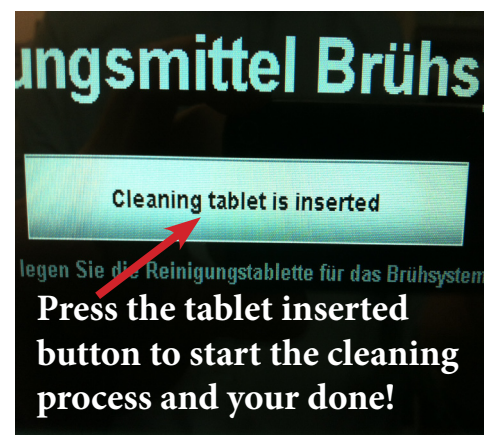 ungsmittel Brühs
Cleaning tablet is inserted
legen Sie die Reinigungstablette für das Brühsystem
Press the tablet inserted
button to start the cleaning
process and your done!